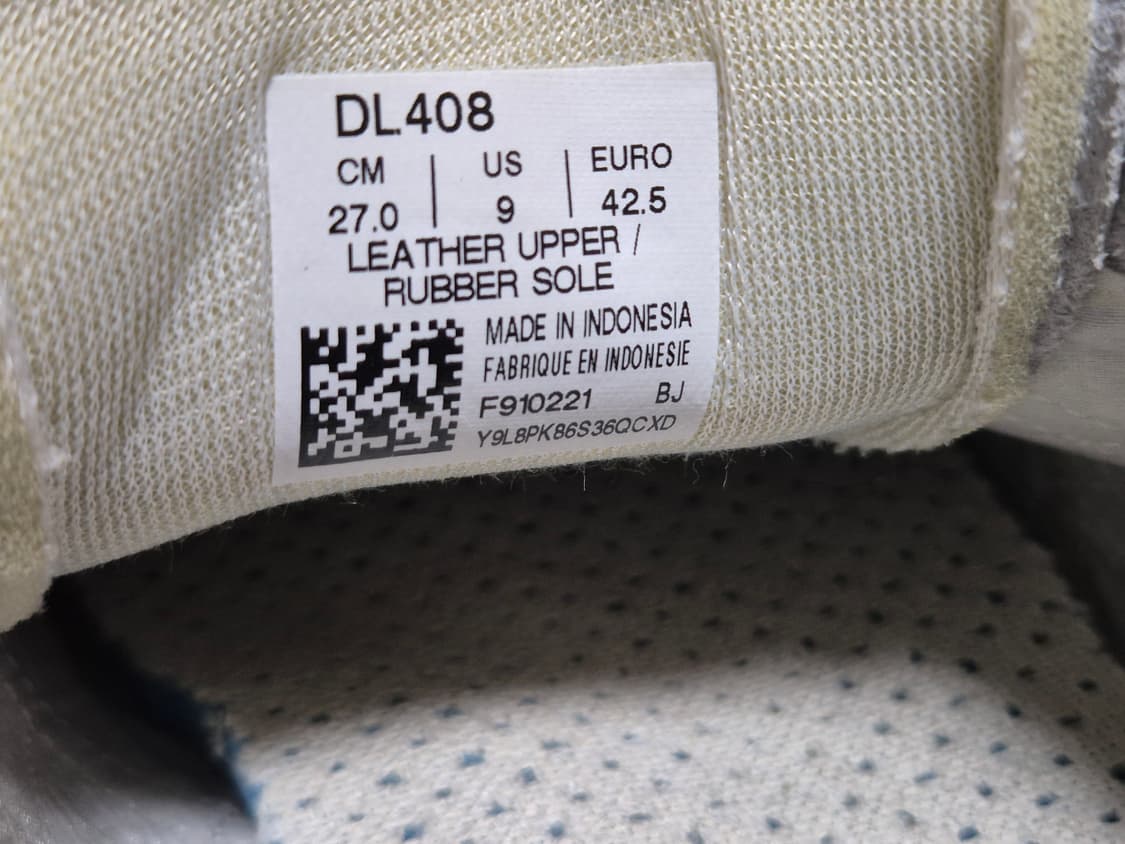 DL408
CM | US | EURO
27.0 | 9 | 42.5
LEATHER UPPER /
RUBBER SOLE
MADE IN INDONESIA
FABRIQUE EN INDONESIE
F910221 BJ
Y9L8PK86S36QCXD